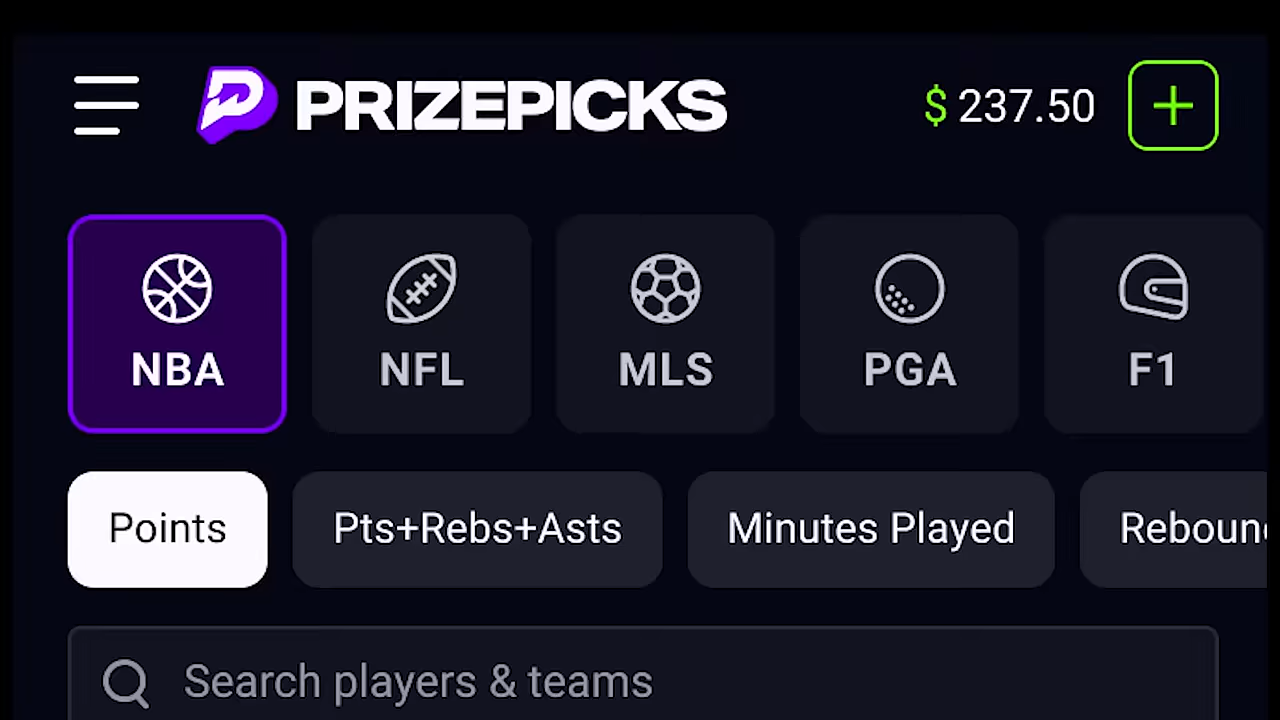 PRIZEPICKS $ 237.50 +
NBA NFL MLS PGA F1
Points Pts+Rebs+Asts Minutes Played
Search players & teams